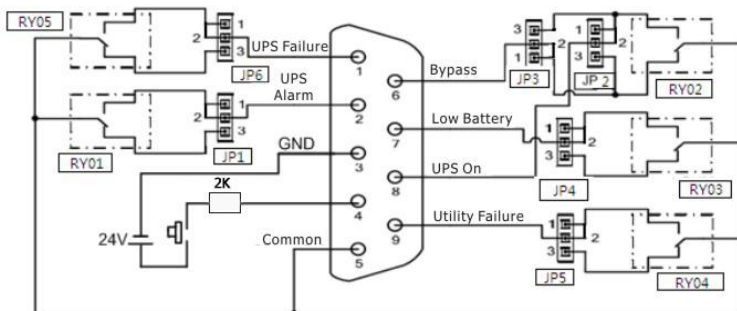 RY05
1
2
3
UPS Failure
JP6
UPS
Alarm
1
2
3
RY01
JP1
GND
2K
24V
Common
1
2
3
4
5
6
7
8
9
Bypass
3
2
1
JP3
1
2
3
JP 2
RY02
Low Battery
1
2
3
UPS On
JP4
RY03
Utility Failure
1
2
3
JP5
RY04